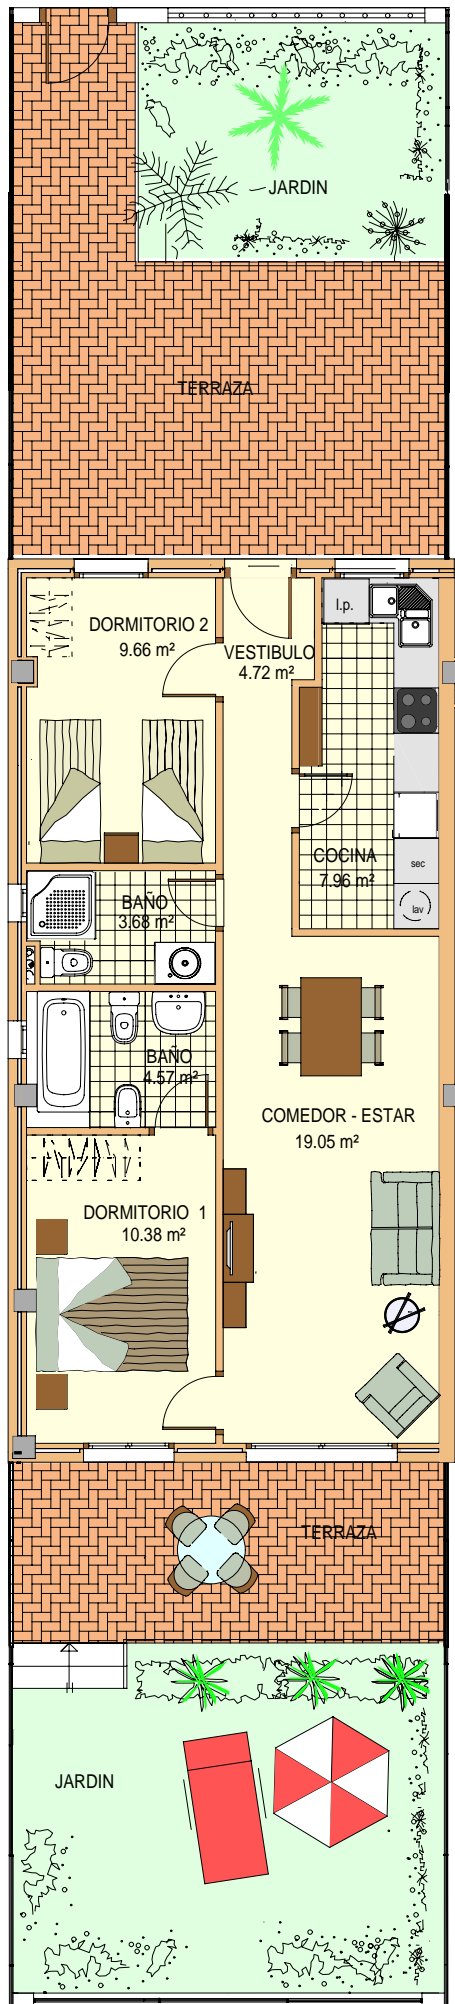 JARDIN
TERRAZA
l.p.
DORMITORIO 2
9.66 m²
VESTIBULO
4.72 m²
COCINA
7.96 m²
sec
lav
BAÑO
3.68 m²
BAÑO
4.57 m²
COMEDOR - ESTAR
19.05 m²
DORMITORIO 1
10.38 m²
TERRAZA
JARDIN